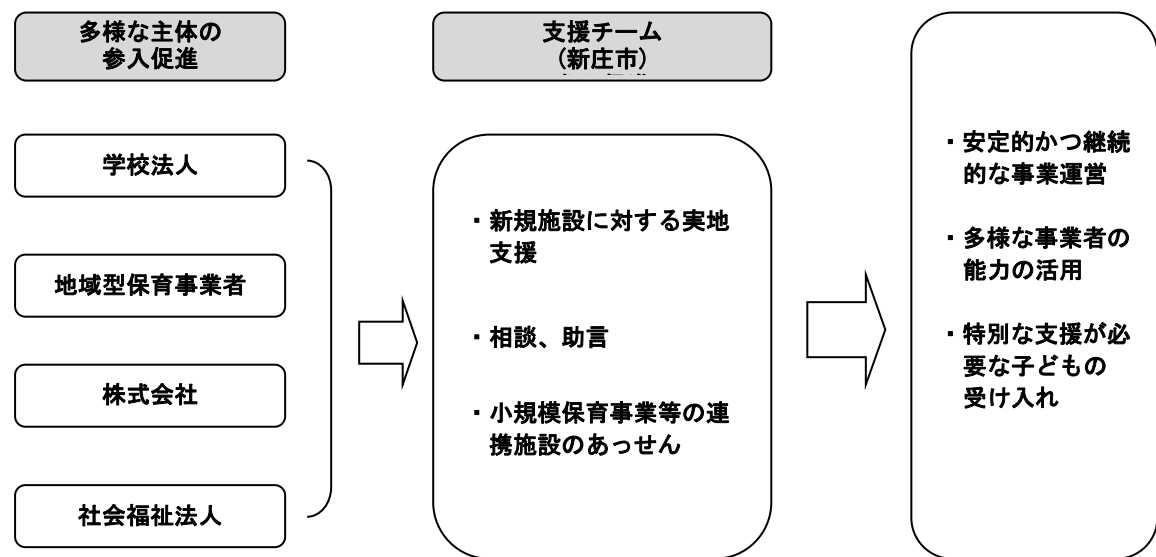 多様な主体の
参入促進
学校法人
地域型保育事業者
株式会社
社会福祉法人
支援チーム
（新庄市）
・新規施設に対する実地
支援
・相談、助言
・小規模保育事業等の連
携施設のあっせん
・安定的かつ継続
的な事業運営
・多様な事業者の
能力の活用
・特別な支援が必
要な子どもの
受け入れ